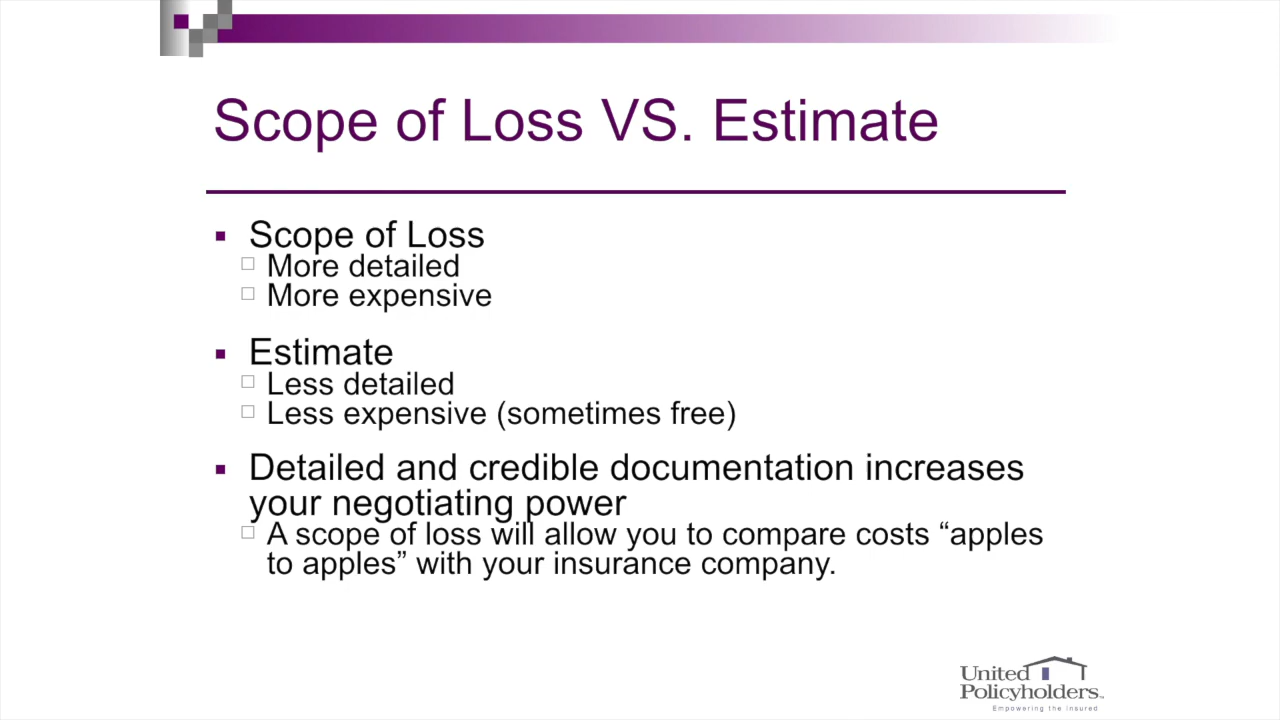 Scope of Loss VS. Estimate
Scope of Loss
More detailed
More expensive
Estimate
Less detailed
Less expensive (sometimes free)
Detailed and credible documentation increases
your negotiating power
A scope of loss will allow you to compare costs “apples
to apples” with your insurance company.
United
Policyholders™
Empowering the Insured